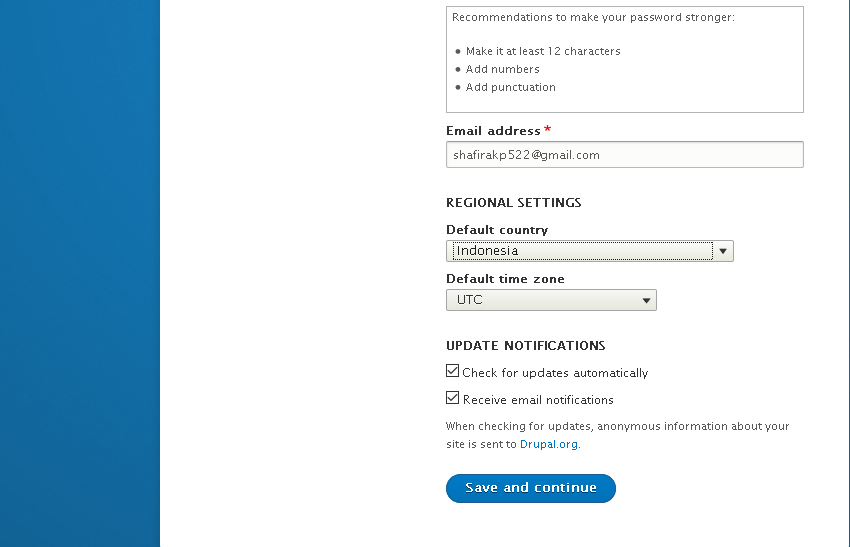 Recommendations to make your password stronger:
Make it at least 12 characters
Add numbers
Add punctuation
Email address *
shafirakp522@gmail.com
REGIONAL SETTINGS
Default country
Indonesia
Default time zone
UTC
UPDATE NOTIFICATIONS
Check for updates automatically
Receive email notifications
When checking for updates, anonymous information about your
site is sent to Drupal.org.
Save and continue